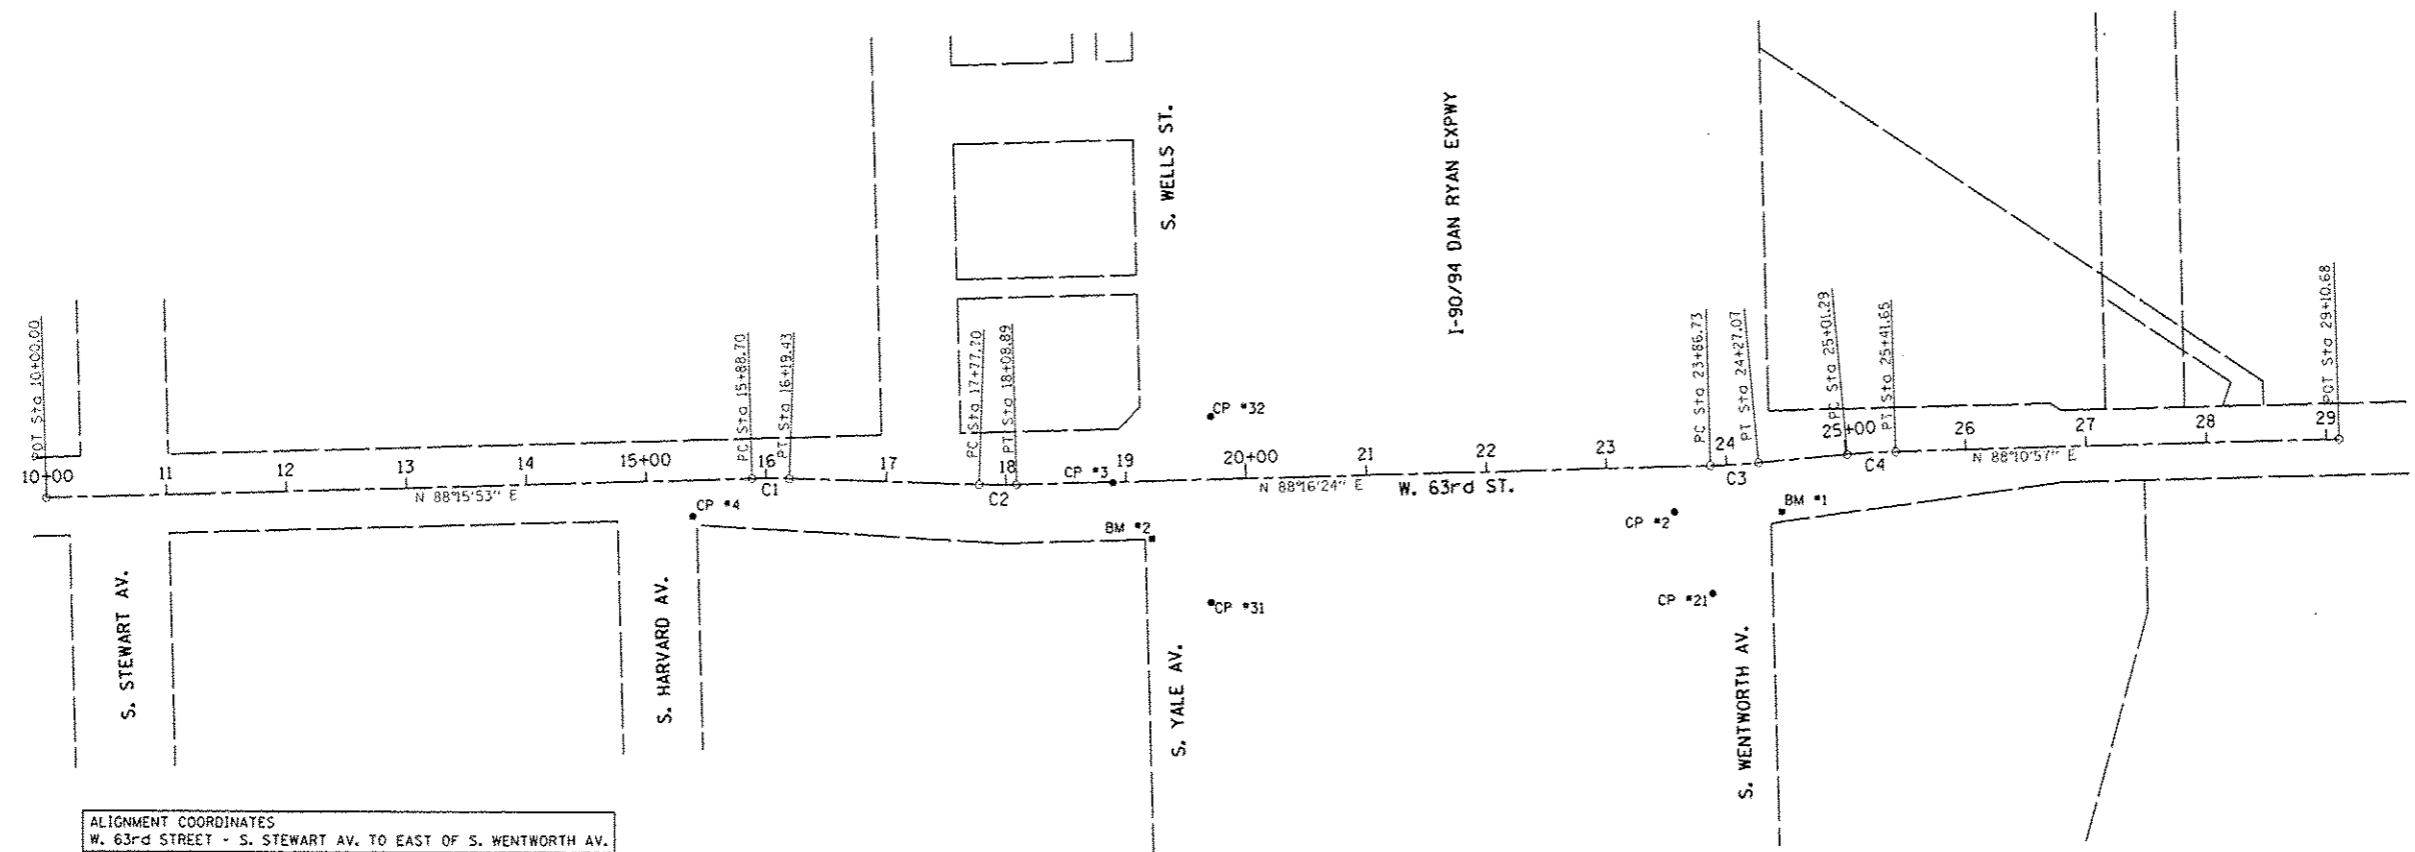 S. WELLS ST.
I-90/94 DAN RYAN EXPWY
POT Sta 10+00.00
PC Sta 15+88.70
PT Sta 16+19.43
PC Sta 17+77.70
PT Sta 18+08.89
PC Sta 23+86.73
PT Sta 24+27.07
PC Sta 25+01.29
PT Sta 25+41.65
POT Sta 29+10.68
10+00
11
12
13
14
15+00
16
17
18
19
20+00
21
22
23
24
25+00
26
27
28
29
N 88°15'53" E
C1
C2
CP #3
CP #32
N 88°16'24" E
W. 63rd ST.
C3
C4
N 88°10'57" E
CP #4
BM #2
CP #2
BM #1
CP #31
CP #21
S. STEWART AV.
S. HARVARD AV.
S. YALE AV.
S. WENTWORTH AV.
ALIGNMENT COORDINATES
W. 63rd STREET - S. STEWART AV. TO EAST OF S. WENTWORTH AV.